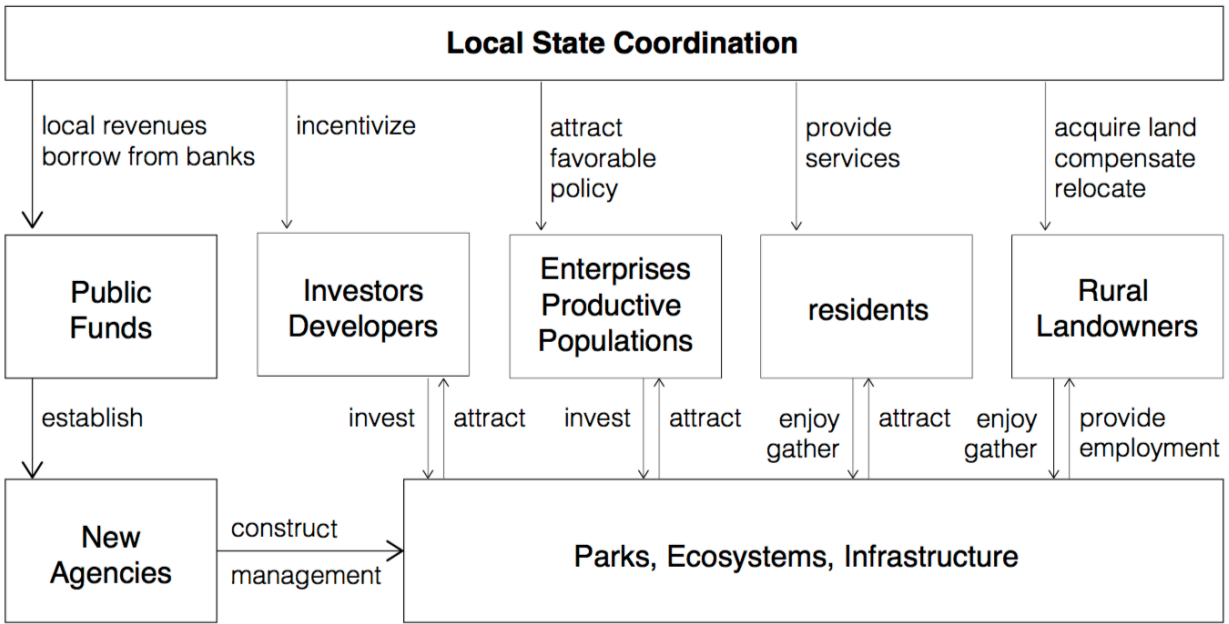 Local State Coordination
local revenues
borrow from banks
incentivize
attract
favorable
policy
provide
services
acquire land
compensate
relocate
Public
Funds
Investors
Developers
Enterprises
Productive
Populations
residents
Rural
Landowners
establish
invest
attract
invest
attract
enjoy
gather
attract
enjoy
gather
provide
employment
New
Agencies
construct
management
Parks, Ecosystems, Infrastructure